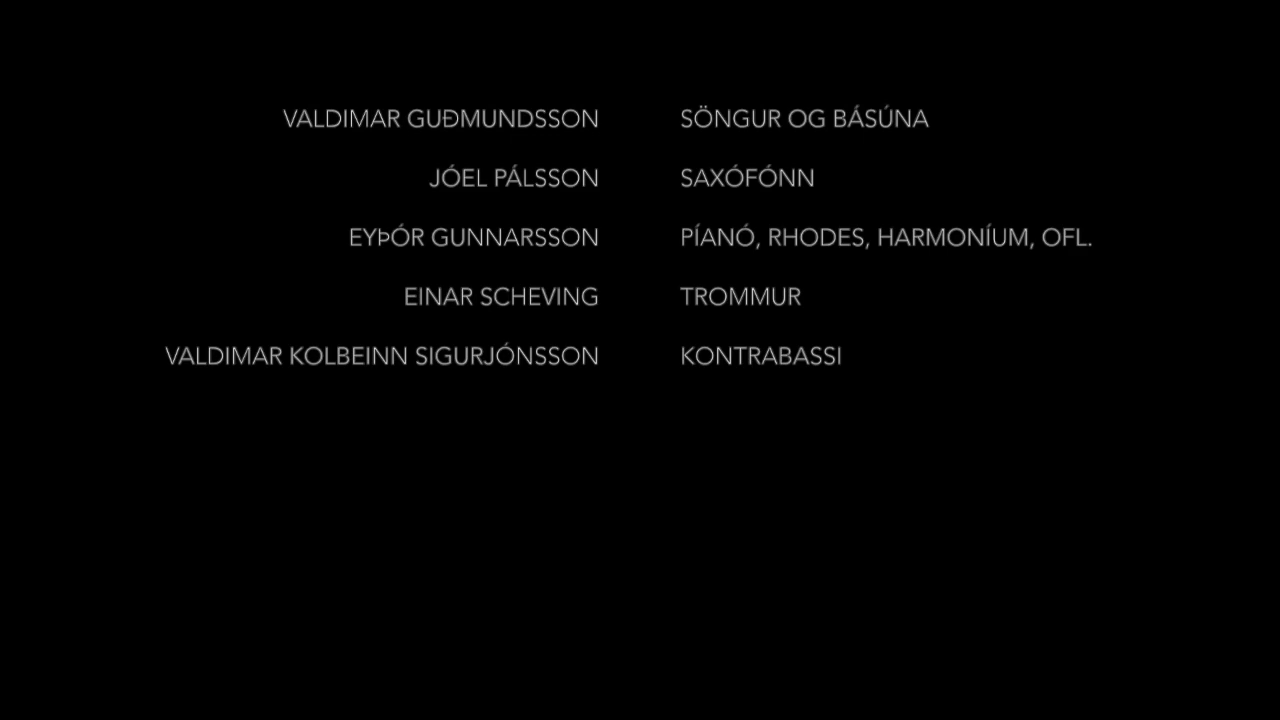 VALDIMAR GUÐMUNDSSON SÖNGUR OG BÁSÚNA
JÓEL PÁLSSON SAXÓFÓNN
EYÞÓR GUNNARSSON PÍANÓ, RHODES, HARMONÍUM, OFL.
EINAR SCHEVING TROMMUR
VALDIMAR KOLBEINN SIGURJÓNSSON KONTRABASSI